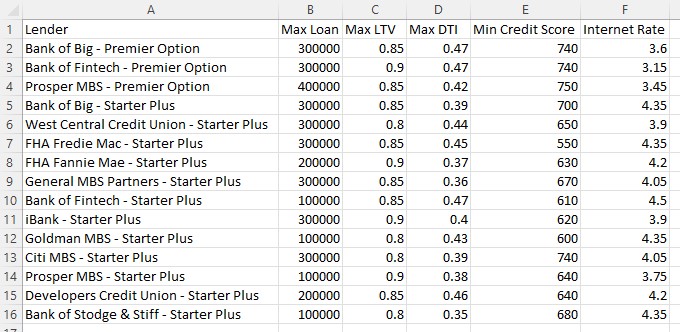 A B C D E F
1 Lender Max Loan Max LTV Max DTI Min Credit Score Internet Rate
2 Bank of Big - Premier Option 300000 0.85 0.47 740 3.6
3 Bank of Fintech - Premier Option 300000 0.9 0.47 740 3.15
4 Prosper MBS - Premier Option 400000 0.85 0.42 750 3.45
5 Bank of Big - Starter Plus 300000 0.85 0.39 700 4.35
6 West Central Credit Union - Starter Plus 300000 0.8 0.44 650 3.9
7 FHA Fredie Mac - Starter Plus 300000 0.85 0.45 550 4.35
8 FHA Fannie Mae - Starter Plus 200000 0.9 0.37 630 4.2
9 General MBS Partners - Starter Plus 300000 0.85 0.36 670 4.05
10 Bank of Fintech - Starter Plus 100000 0.85 0.47 610 4.5
11 iBank - Starter Plus 300000 0.9 0.4 620 3.9
12 Goldman MBS - Starter Plus 100000 0.8 0.43 600 4.35
13 Citi MBS - Starter Plus 300000 0.8 0.39 740 4.05
14 Prosper MBS - Starter Plus 100000 0.9 0.38 640 3.75
15 Developers Credit Union - Starter Plus 200000 0.85 0.46 640 4.2
16 Bank of Stodge & Stiff - Starter Plus 100000 0.8 0.35 680 4.35